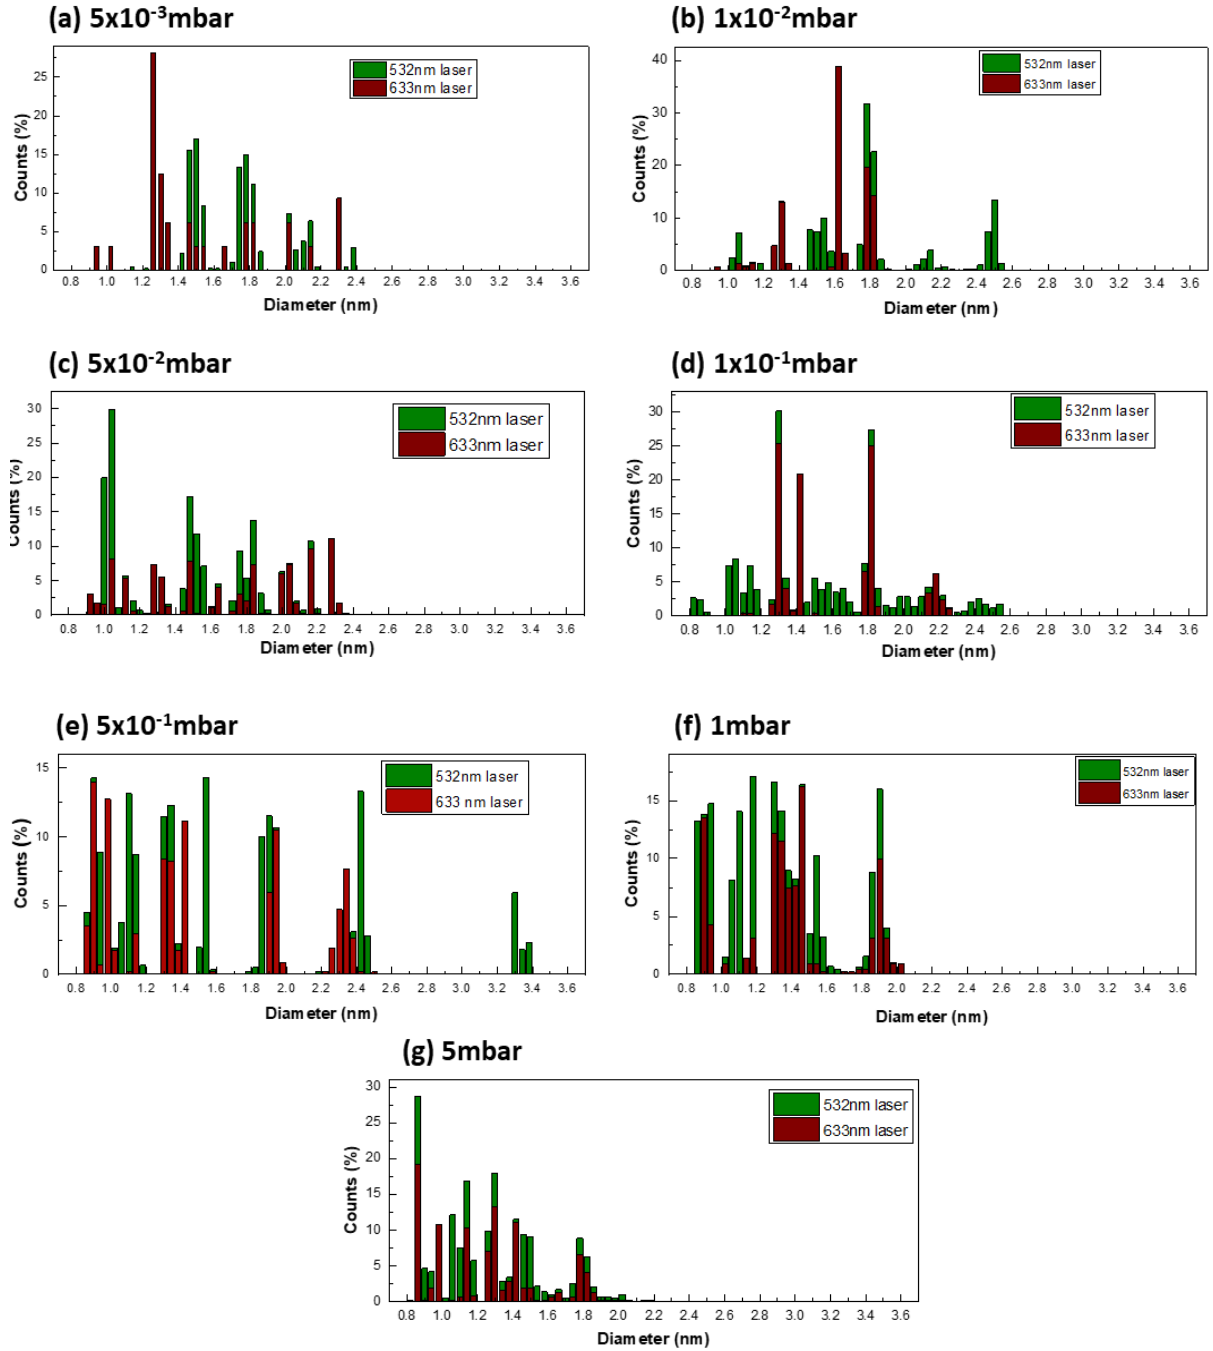 (a) 5x10⁻³mbar
532nm laser
633nm laser
Counts (%)
25
20
15
10
5
0
0.8 1.0 1.2 1.4 1.6 1.8 2.0 2.2 2.4 2.6 2.8 3.0 3.2 3.4 3.6
Diameter (nm)
(b) 1x10⁻²mbar
532nm laser
633nm laser
Counts (%)
40
30
20
10
0
0.8 1.0 1.2 1.4 1.6 1.8 2.0 2.2 2.4 2.6 2.8 3.0 3.2 3.4 3.6
Diameter (nm)
(c) 5x10⁻²mbar
532nm laser
633nm laser
Counts (%)
30
25
20
15
10
5
0
0.8 1.0 1.2 1.4 1.6 1.8 2.0 2.2 2.4 2.6 2.8 3.0 3.2 3.4 3.6
Diameter (nm)
(d) 1x10⁻¹mbar
532nm laser
633nm laser
Counts (%)
30
25
20
15
10
5
0
0.8 1.0 1.2 1.4 1.6 1.8 2.0 2.2 2.4 2.6 2.8 3.0 3.2 3.4 3.6
Diameter (nm)
(e) 5x10⁻¹mbar
532nm laser
633 nm laser
Counts (%)
15
10
5
0
0.8 1.0 1.2 1.4 1.6 1.8 2.0 2.2 2.4 2.6 2.8 3.0 3.2 3.4 3.6
Diameter (nm)
(f) 1mbar
532nm laser
633nm laser
Counts (%)
15
10
5
0
0.8 1.0 1.2 1.4 1.6 1.8 2.0 2.2 2.4 2.6 2.8 3.0 3.2 3.4 3.6
Diameter (nm)
(g) 5mbar
532nm laser
633nm laser
Counts (%)
30
25
20
15
10
5
0
0.8 1.0 1.2 1.4 1.6 1.8 2.0 2.2 2.4 2.6 2.8 3.0 3.2 3.4 3.6
Diameter (nm)